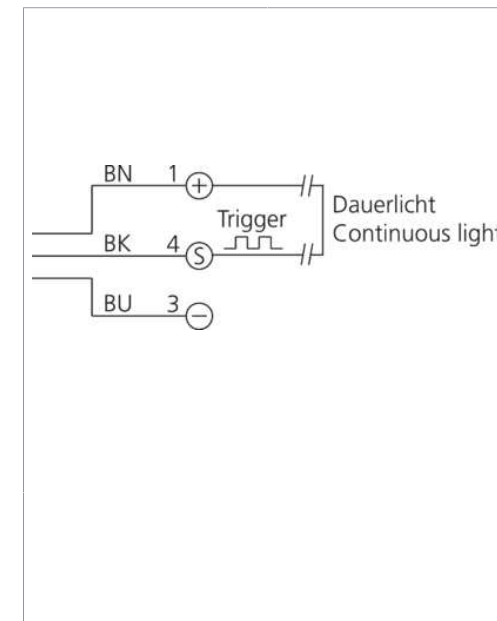 BN 1 +
Trigger
Dauerlicht
Continuous light
BK 4 S
BU 3 −